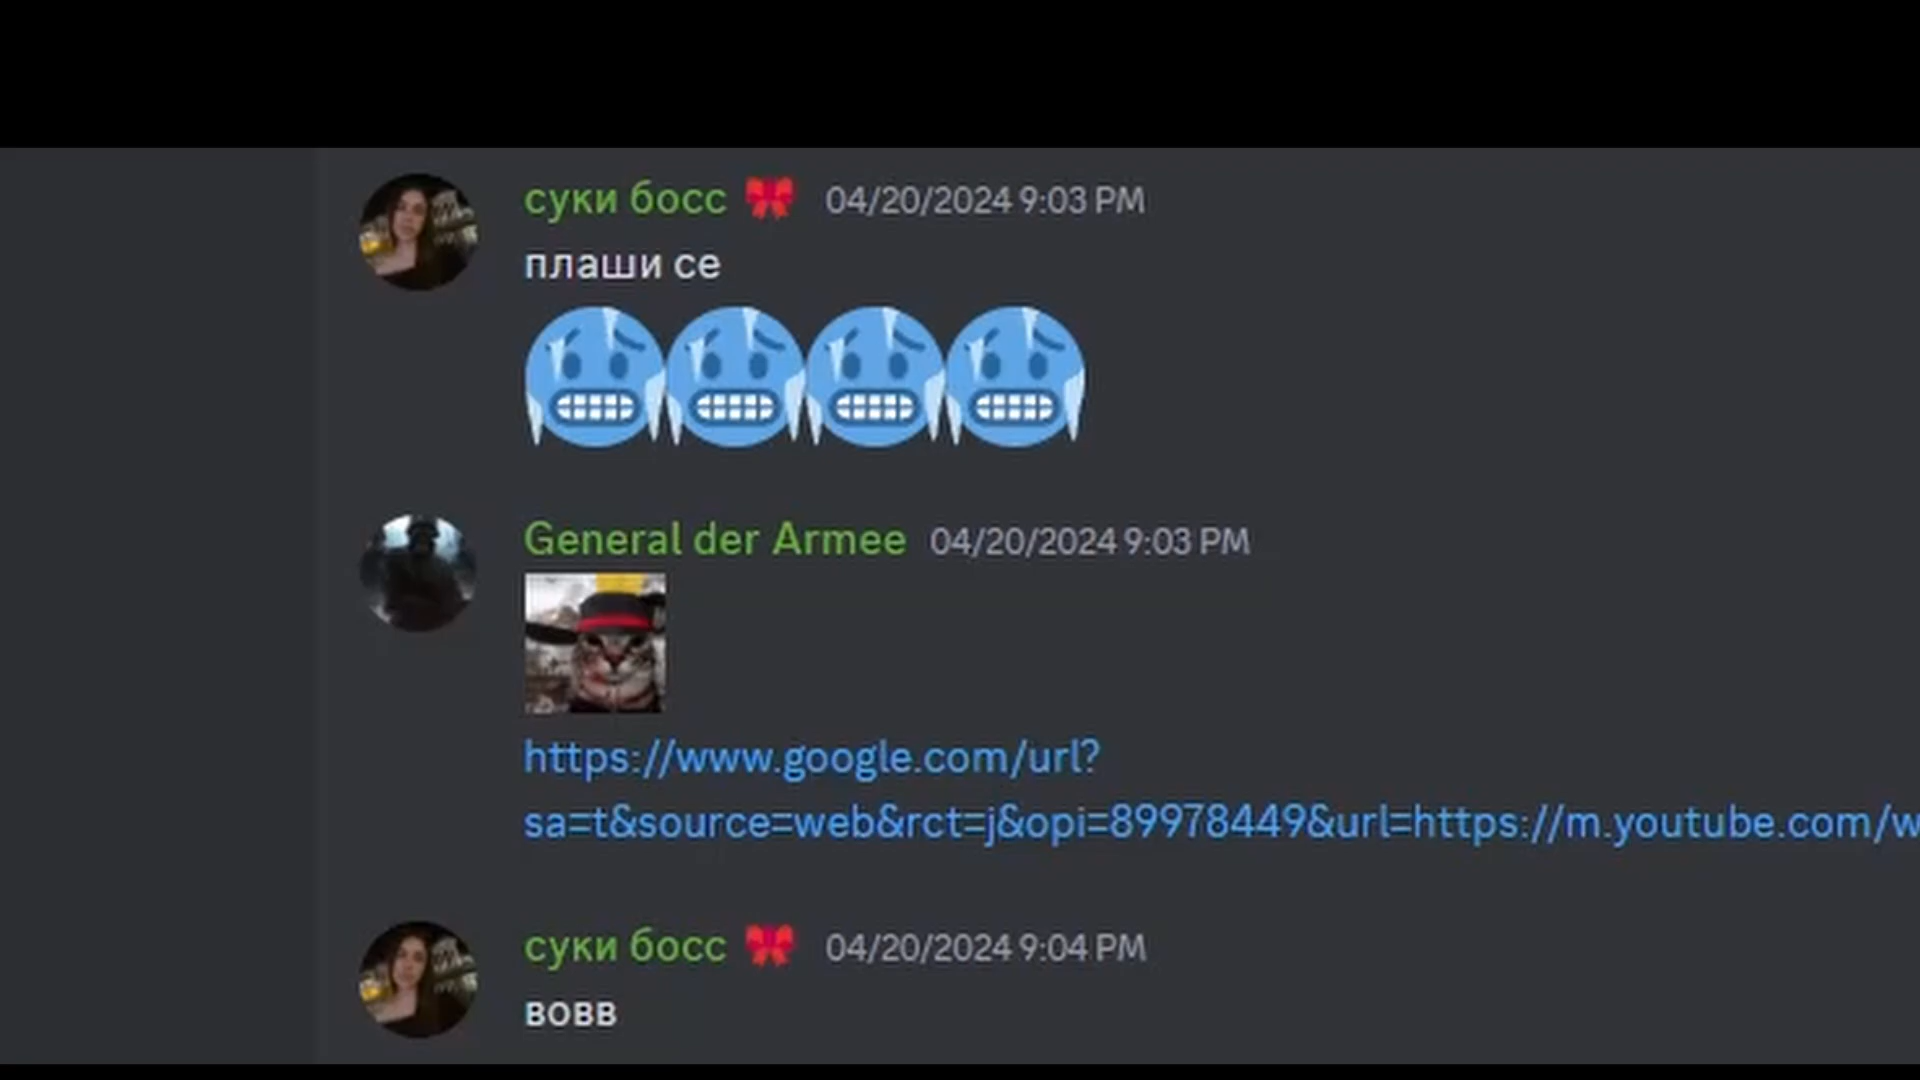 суки босс 🎀 04/20/2024 9:03 PM
плаши се
🥶🥶🥶🥶
General der Armee 04/20/2024 9:03 PM
https://www.google.com/url?
sa=t&source=web&rct=j&opi=89978449&url=https://m.youtube.com/w
суки босс 🎀 04/20/2024 9:04 PM
вовв